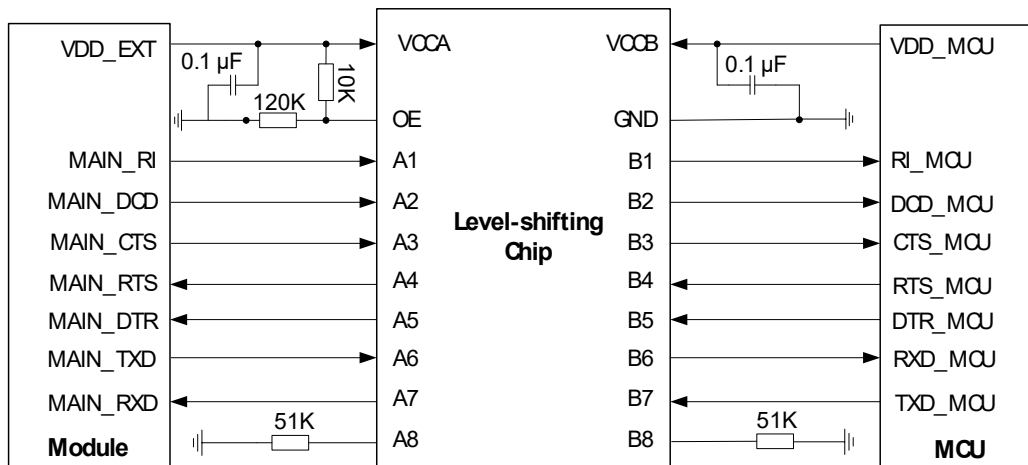 VDD_EXT
0.1 µF
10K
120K
VCCA
OE
VCCB
GND
0.1 µF
VDD_MCU
MAIN_RI
A1
B1
RI_MCU
MAIN_DCD
A2
B2
DCD_MCU
MAIN_CTS
A3
Level-shifting
Chip
B3
CTS_MCU
MAIN_RTS
A4
B4
RTS_MCU
MAIN_DTR
A5
B5
DTR_MCU
MAIN_TXD
A6
B6
RXD_MCU
MAIN_RXD
A7
B7
TXD_MCU
51K
A8
B8
51K
Module
MCU